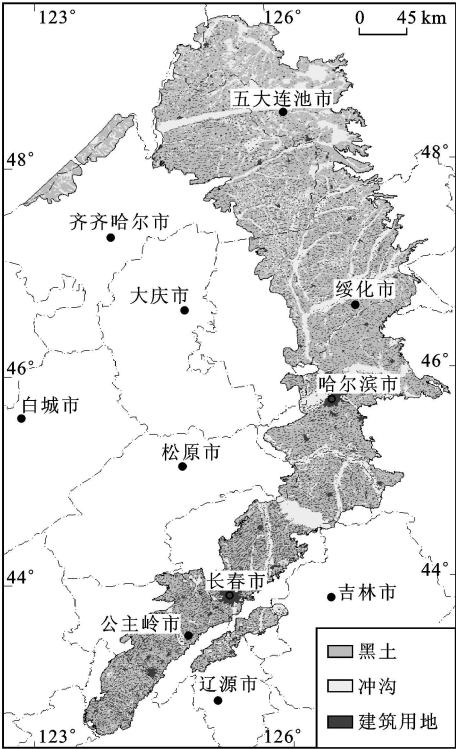 123°
126°
0 45 km
五大连池市
48°
48°
齐齐哈尔市
大庆市
绥化市
46°
46°
哈尔滨市
白城市
松原市
44°
44°
长春市
吉林市
公主岭市
辽源市
黑土
冲沟
建筑用地
123°
126°